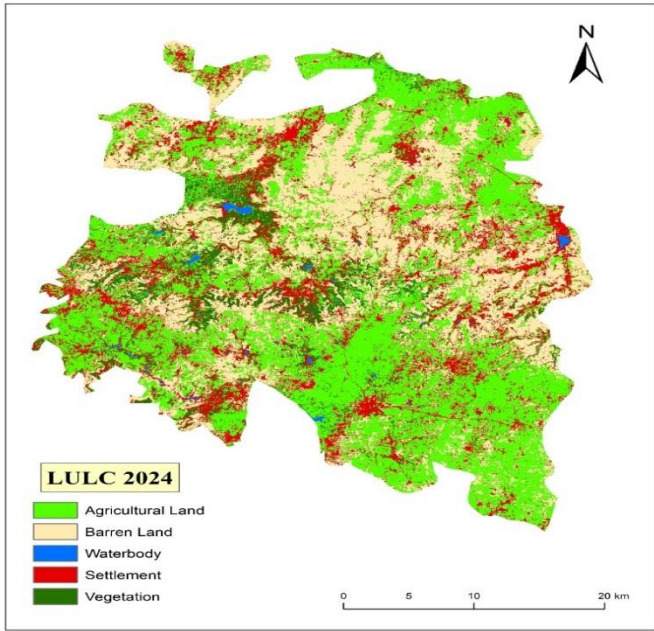 N
LULC 2024
Agricultural Land
Barren Land
Waterbody
Settlement
Vegetation
0 5 10 20 km